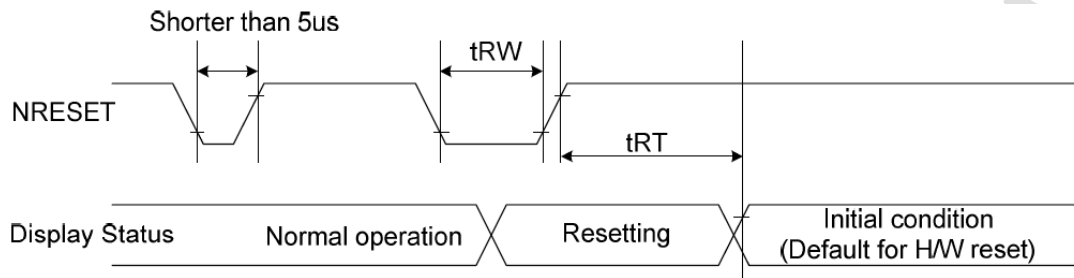 Shorter than 5us
tRW
NRESET
tRT
Display Status
Normal operation
Resetting
Initial condition
(Default for H/W reset)